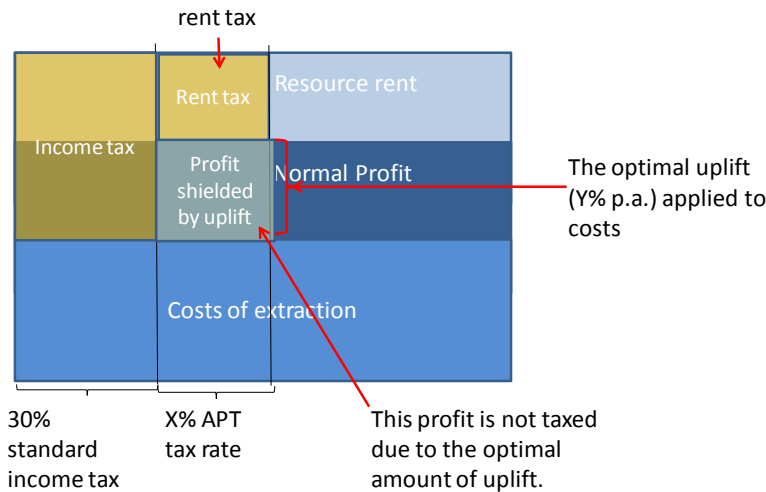 rent tax
Rent tax
Resource rent
Income tax
Profit
shielded
by uplift
Normal Profit
The optimal uplift
(Y% p.a.) applied to
costs
Costs of extraction
30%
standard
income tax
X% APT
tax rate
This profit is not taxed
due to the optimal
amount of uplift.